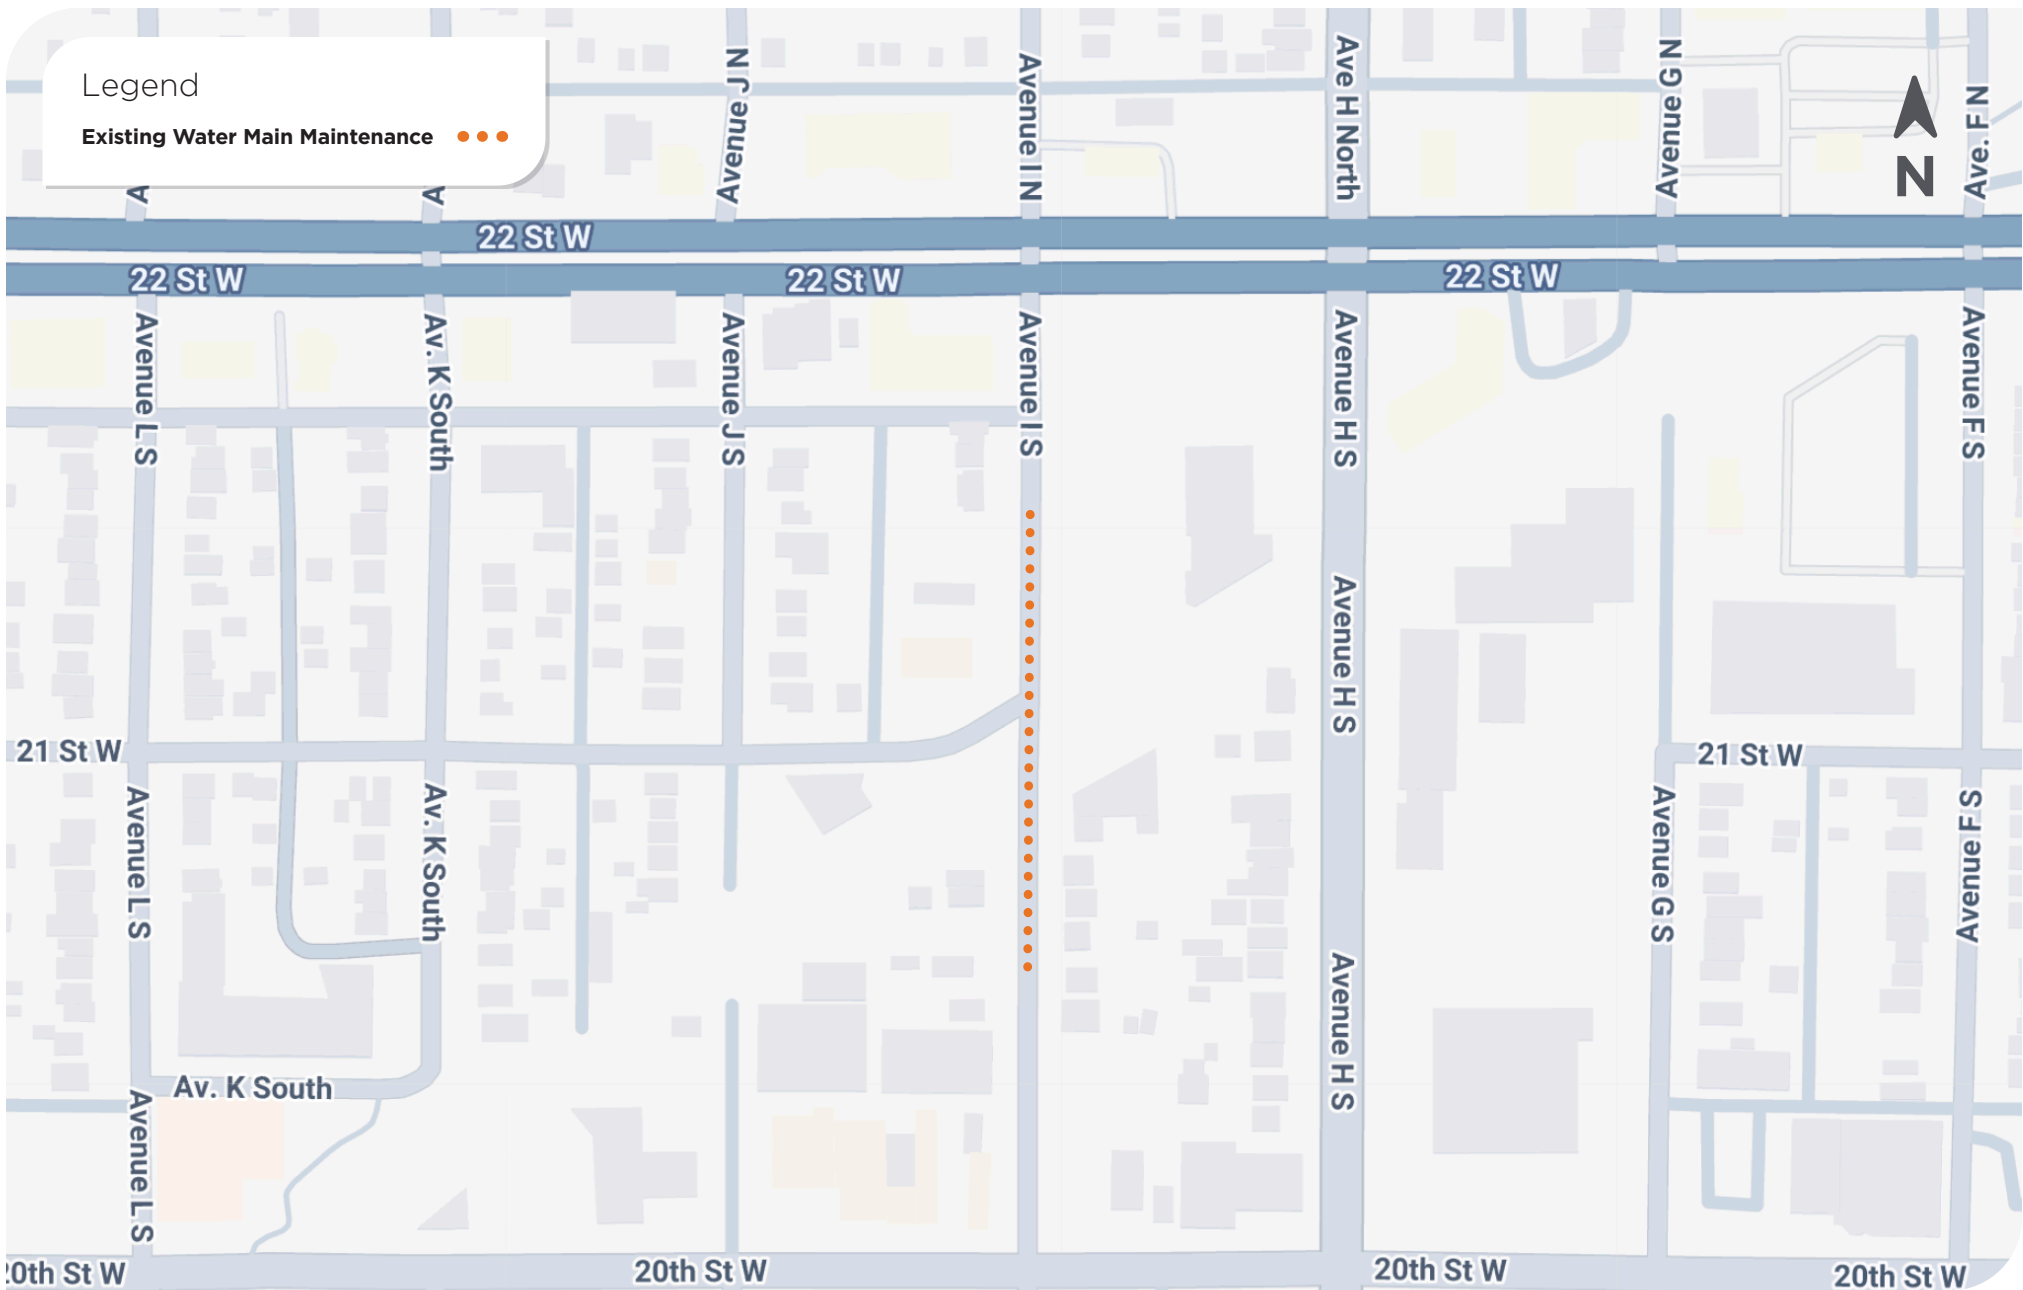 Legend
Existing Water Main Maintenance
N
A
A
Avenue J N
Avenue I N
Ave H North
Avenue G N
Ave. F N
22 St W
22 St W
22 St W
22 St W
Avenue L S
Av. K South
Avenue J S
Avenue I S
Avenue H S
Avenue F S
Avenue H S
21 St W
21 St W
Avenue L S
Av. K South
Avenue G S
Avenue F S
Avenue H S
Av. K South
Avenue L S
20th St W
20th St W
20th St W
20th St W